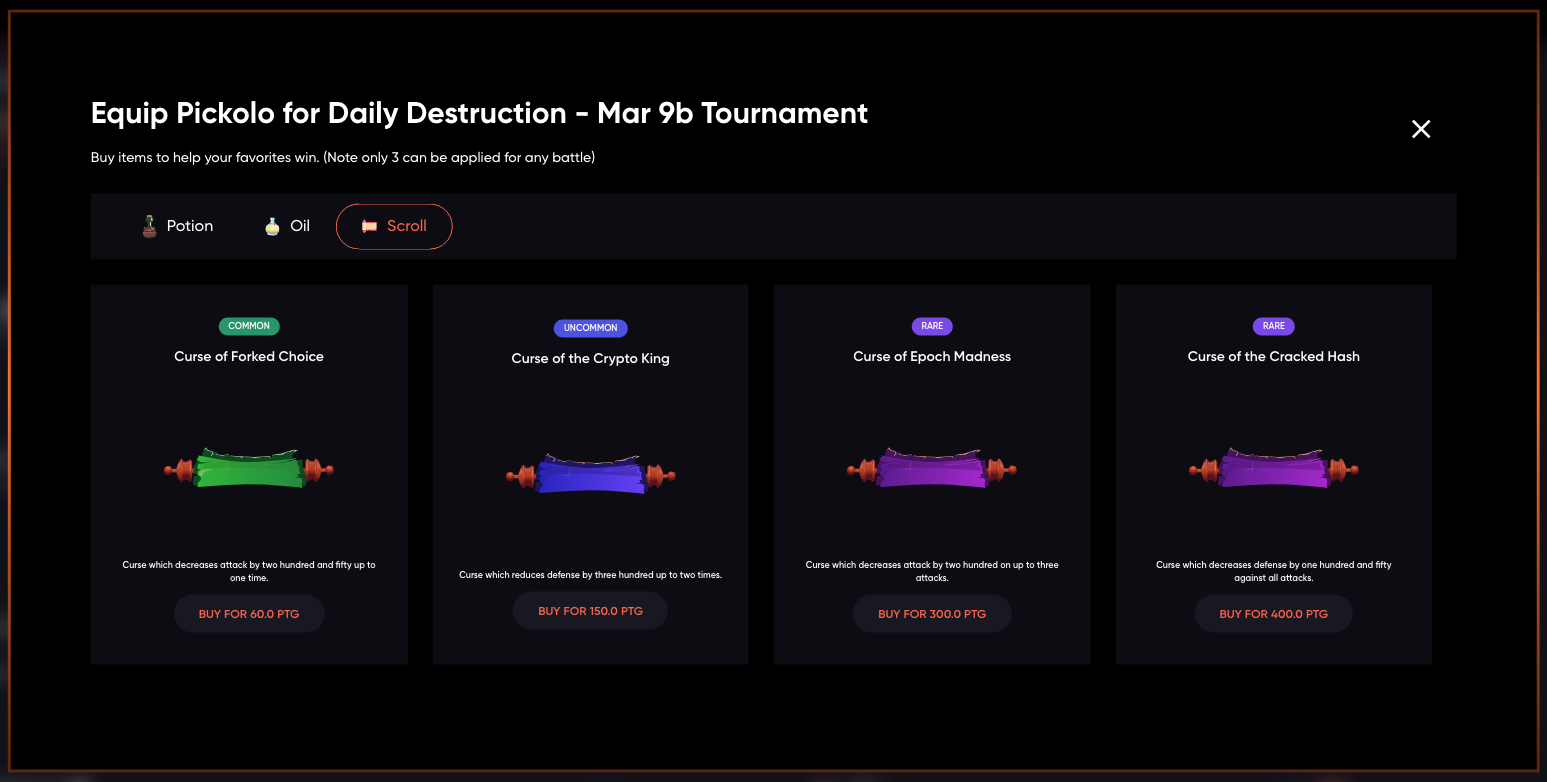 Equip Pickolo for Daily Destruction - Mar 9b Tournament
Buy items to help your favorites win. (Note only 3 can be applied for any battle)
Potion
Oil
Scroll
COMMON
Curse of Forked Choice
Curse which decreases attack by two hundred and fifty up to
one time.
BUY FOR 60.0 PTG
UNCOMMON
Curse of the Crypto King
Curse which reduces defense by three hundred up to two times.
BUY FOR 150.0 PTG
RARE
Curse of Epoch Madness
Curse which decreases attack by two hundred on up to three
attacks.
BUY FOR 300.0 PTG
RARE
Curse of the Cracked Hash
Curse which decreases defense by one hundred and fifty
against all attacks.
BUY FOR 400.0 PTG